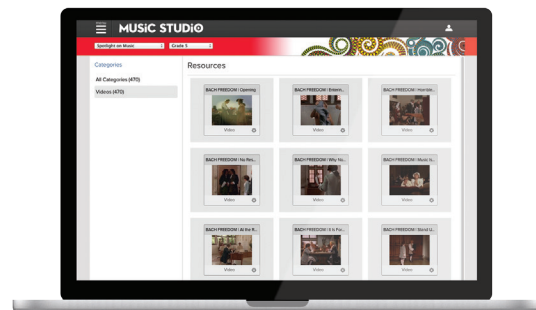 MUSiC STUDiO
Spotlight on Music
Grade 5
Categories
All Categories (470)
Videos (470)
Resources
BACH FREEDOM | Opening
Video
BACH FREEDOM | Enterin...
Video
BACH FREEDOM | Horrible...
Video
BACH FREEDOM | No Res...
Video
BACH FREEDOM | Why No...
Video
BACH FREEDOM | Music Is...
Video
BACH FREEDOM | At the R...
Video
BACH FREEDOM | It Is For...
Video
BACH FREEDOM | Stand U...
Video